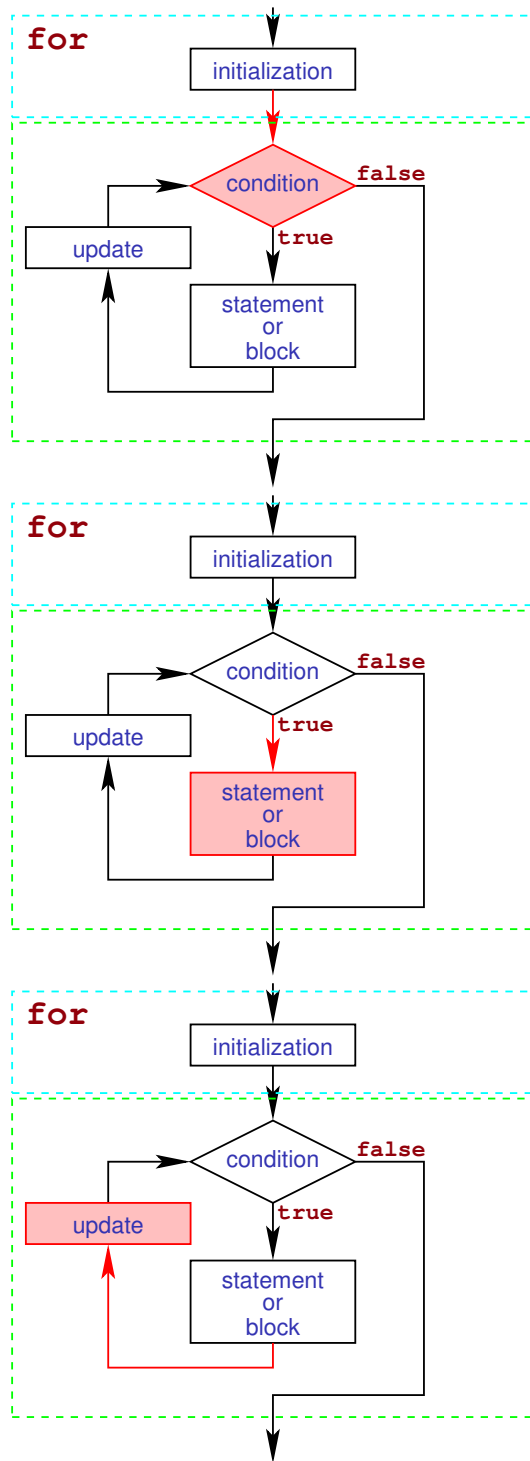 for
initialization
condition
false
true
update
statement
or
block
for
initialization
condition
false
true
update
statement
or
block
for
initialization
condition
false
true
update
statement
or
block